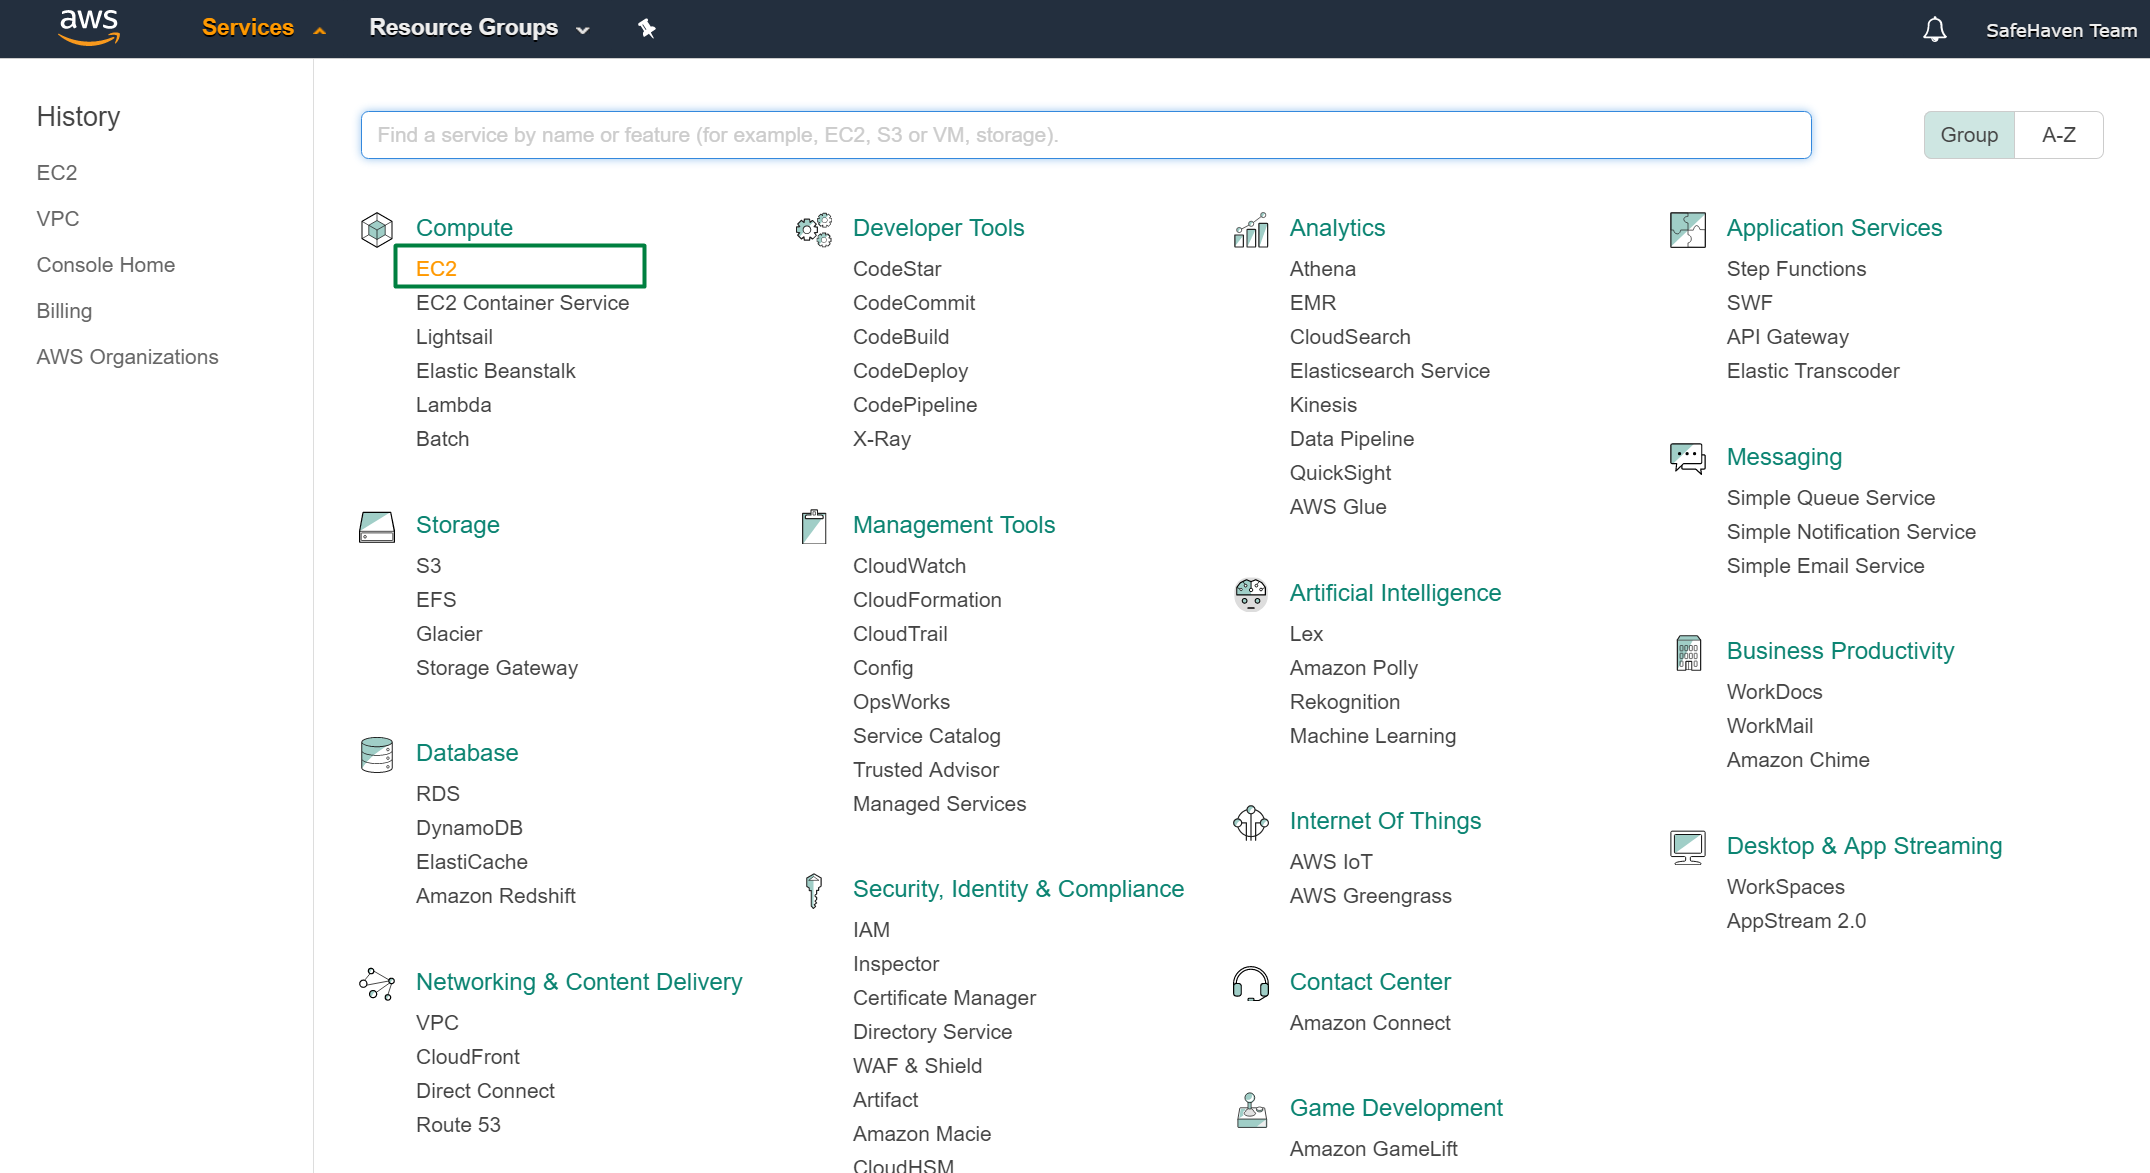 aws
Services
Resource Groups
SafeHaven Team
History
EC2
VPC
Console Home
Billing
AWS Organizations
Find a service by name or feature (for example, EC2, S3 or VM, storage).
Group
A-Z
Compute
EC2
EC2 Container Service
Lightsail
Elastic Beanstalk
Lambda
Batch
Storage
S3
EFS
Glacier
Storage Gateway
Database
RDS
DynamoDB
ElastiCache
Amazon Redshift
Networking & Content Delivery
VPC
CloudFront
Direct Connect
Route 53
Developer Tools
CodeStar
CodeCommit
CodeBuild
CodeDeploy
CodePipeline
X-Ray
Management Tools
CloudWatch
CloudFormation
CloudTrail
Config
OpsWorks
Service Catalog
Trusted Advisor
Managed Services
Security, Identity & Compliance
IAM
Inspector
Certificate Manager
Directory Service
WAF & Shield
Artifact
Amazon Macie
CloudHSM
Analytics
Athena
EMR
CloudSearch
Elasticsearch Service
Kinesis
Data Pipeline
QuickSight
AWS Glue
Artificial Intelligence
Lex
Amazon Polly
Rekognition
Machine Learning
Internet Of Things
AWS IoT
AWS Greengrass
Contact Center
Amazon Connect
Game Development
Amazon GameLift
Application Services
Step Functions
SWF
API Gateway
Elastic Transcoder
Messaging
Simple Queue Service
Simple Notification Service
Simple Email Service
Business Productivity
WorkDocs
WorkMail
Amazon Chime
Desktop & App Streaming
WorkSpaces
AppStream 2.0